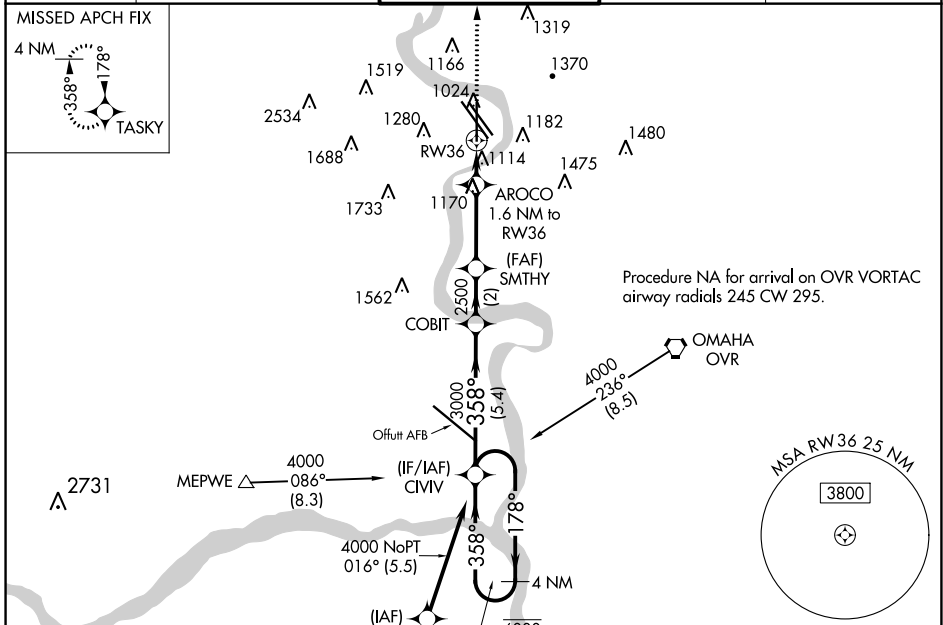 MISSED APCH FIX
4 NM
358°
178°
TASKY
1319
1166
1370
1519
1024
2534
1280
1182
1480
1688
RW36
1114
1475
1733
1170
AROCO
1.6 NM to
RW36
(FAF)
SMTHY
2500
(2)
1562
COBIT
Procedure NA for arrival on OVR VORTAC
airway radials 245 CW 295.
OMAHA
OVR
4000
236°
(8.5)
3000
358°
(5.4)
Offutt AFB
MSA RW36 25 NM
3800
(IF/IAF)
CIVIV
MEPWE
4000
086°
(8.3)
2731
178°
358°
4000 NoPT
016° (5.5)
4 NM
(IAF)